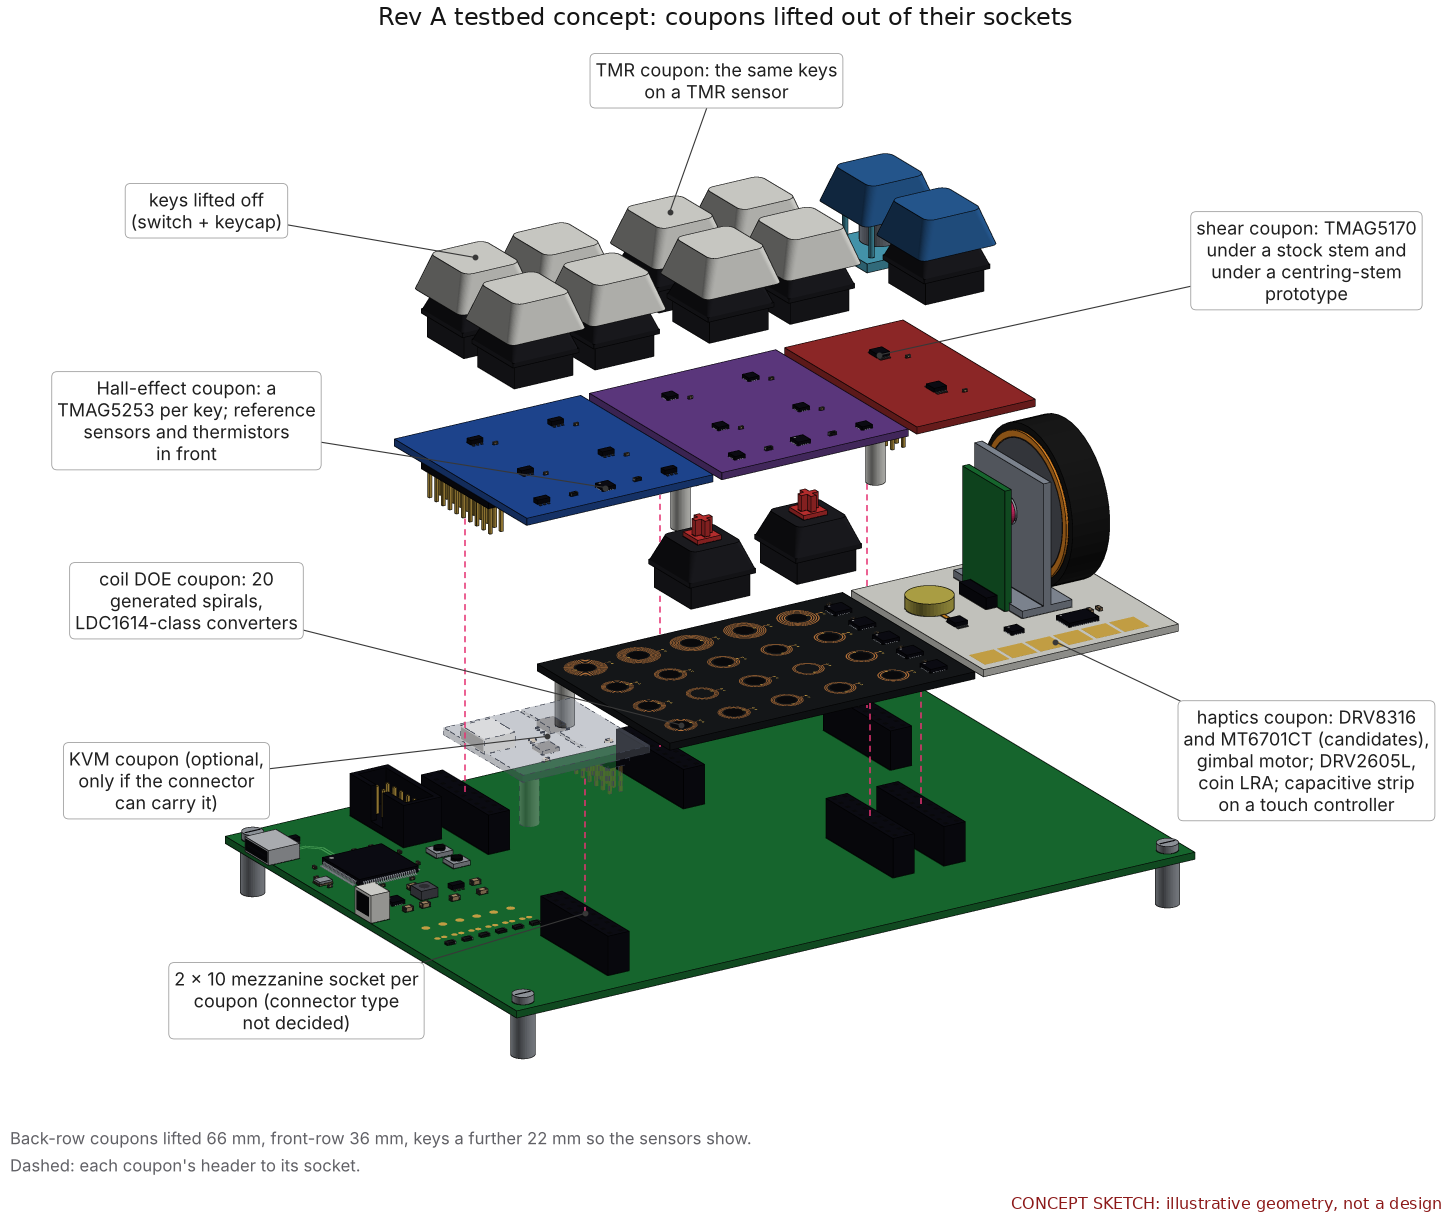 Rev A testbed concept: coupons lifted out of their sockets
TMR coupon: the same keys
on a TMR sensor
keys lifted off
(switch + keycap)
shear coupon: TMAG5170
under a stock stem and
under a centring-stem
prototype
Hall-effect coupon: a
TMAG5253 per key; reference
sensors and thermistors
in front
coil DOE coupon: 20
generated spirals,
LDC1614-class converters
haptics coupon: DRV8316
and MT6701CT (candidates),
gimbal motor; DRV2605L,
coin LRA; capacitive strip
on a touch controller
KVM coupon (optional,
only if the connector
can carry it)
2 × 10 mezzanine socket per
coupon (connector type
not decided)
Back-row coupons lifted 66 mm, front-row 36 mm, keys a further 22 mm so the sensors show.
Dashed: each coupon's header to its socket.
CONCEPT SKETCH: illustrative geometry, not a design